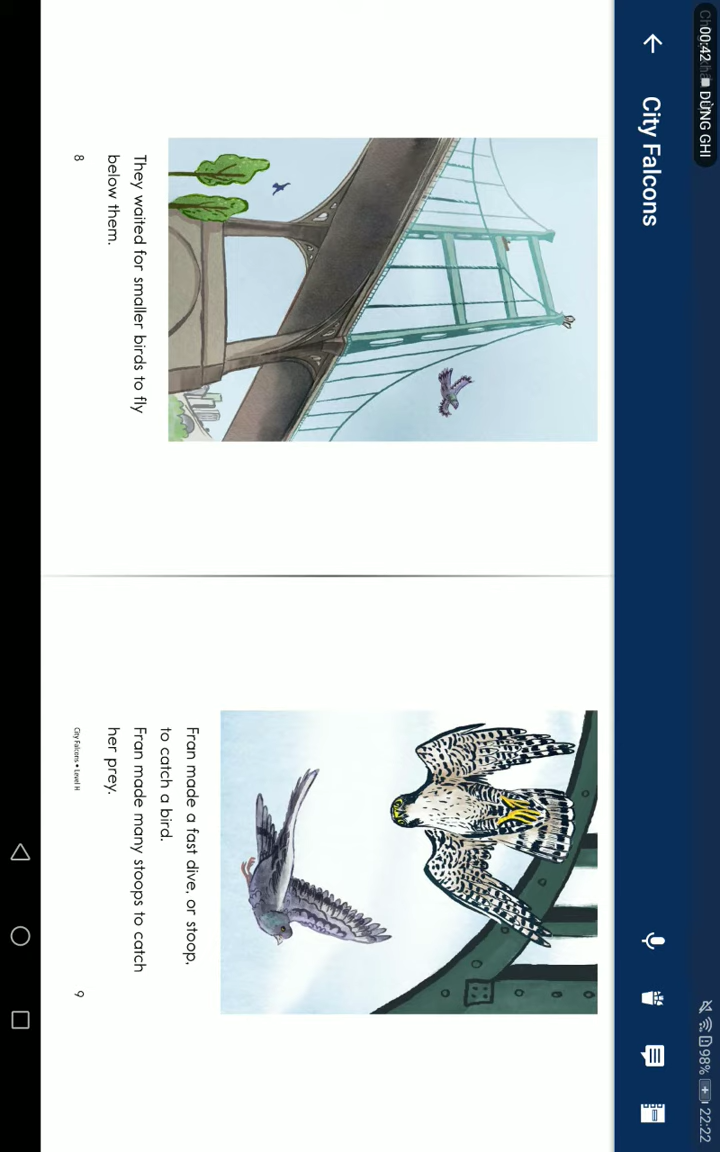 00:42 ■ DỪNG GHI
98%
22:22
City Falcons
They waited for smaller birds to fly
below them.
8
Fran made a fast dive, or stoop,
to catch a bird.
Fran made many stoops to catch
her prey.
City Falcons • Level H
9